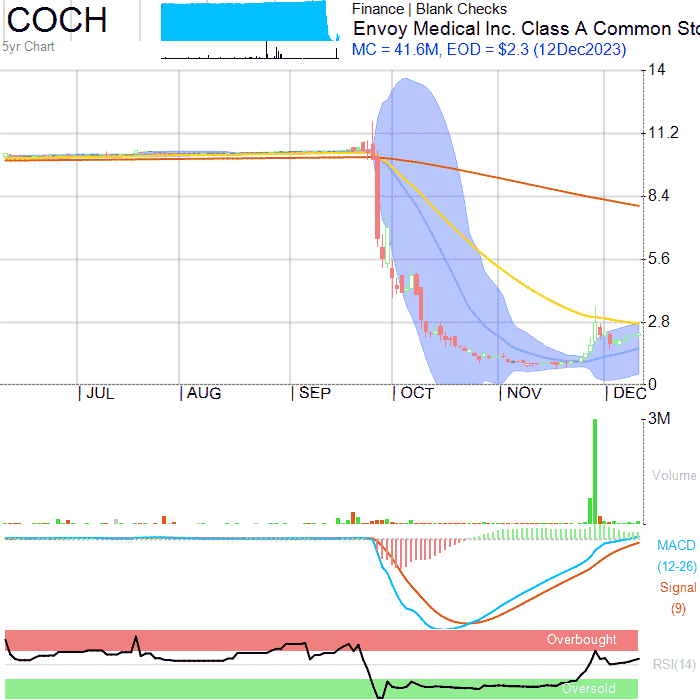 COCH
5yr Chart
Finance | Blank Checks
Envoy Medical Inc. Class A Common Sto
MC = 41.6M, EOD = $2.3 (12Dec2023)
14
11.2
8.4
5.6
2.8
0
| JUL | AUG | SEP | OCT | NOV | DEC
3M
Volume
MACD
(12-26)
Signal
(9)
Overbought
RSI(14)
Oversold